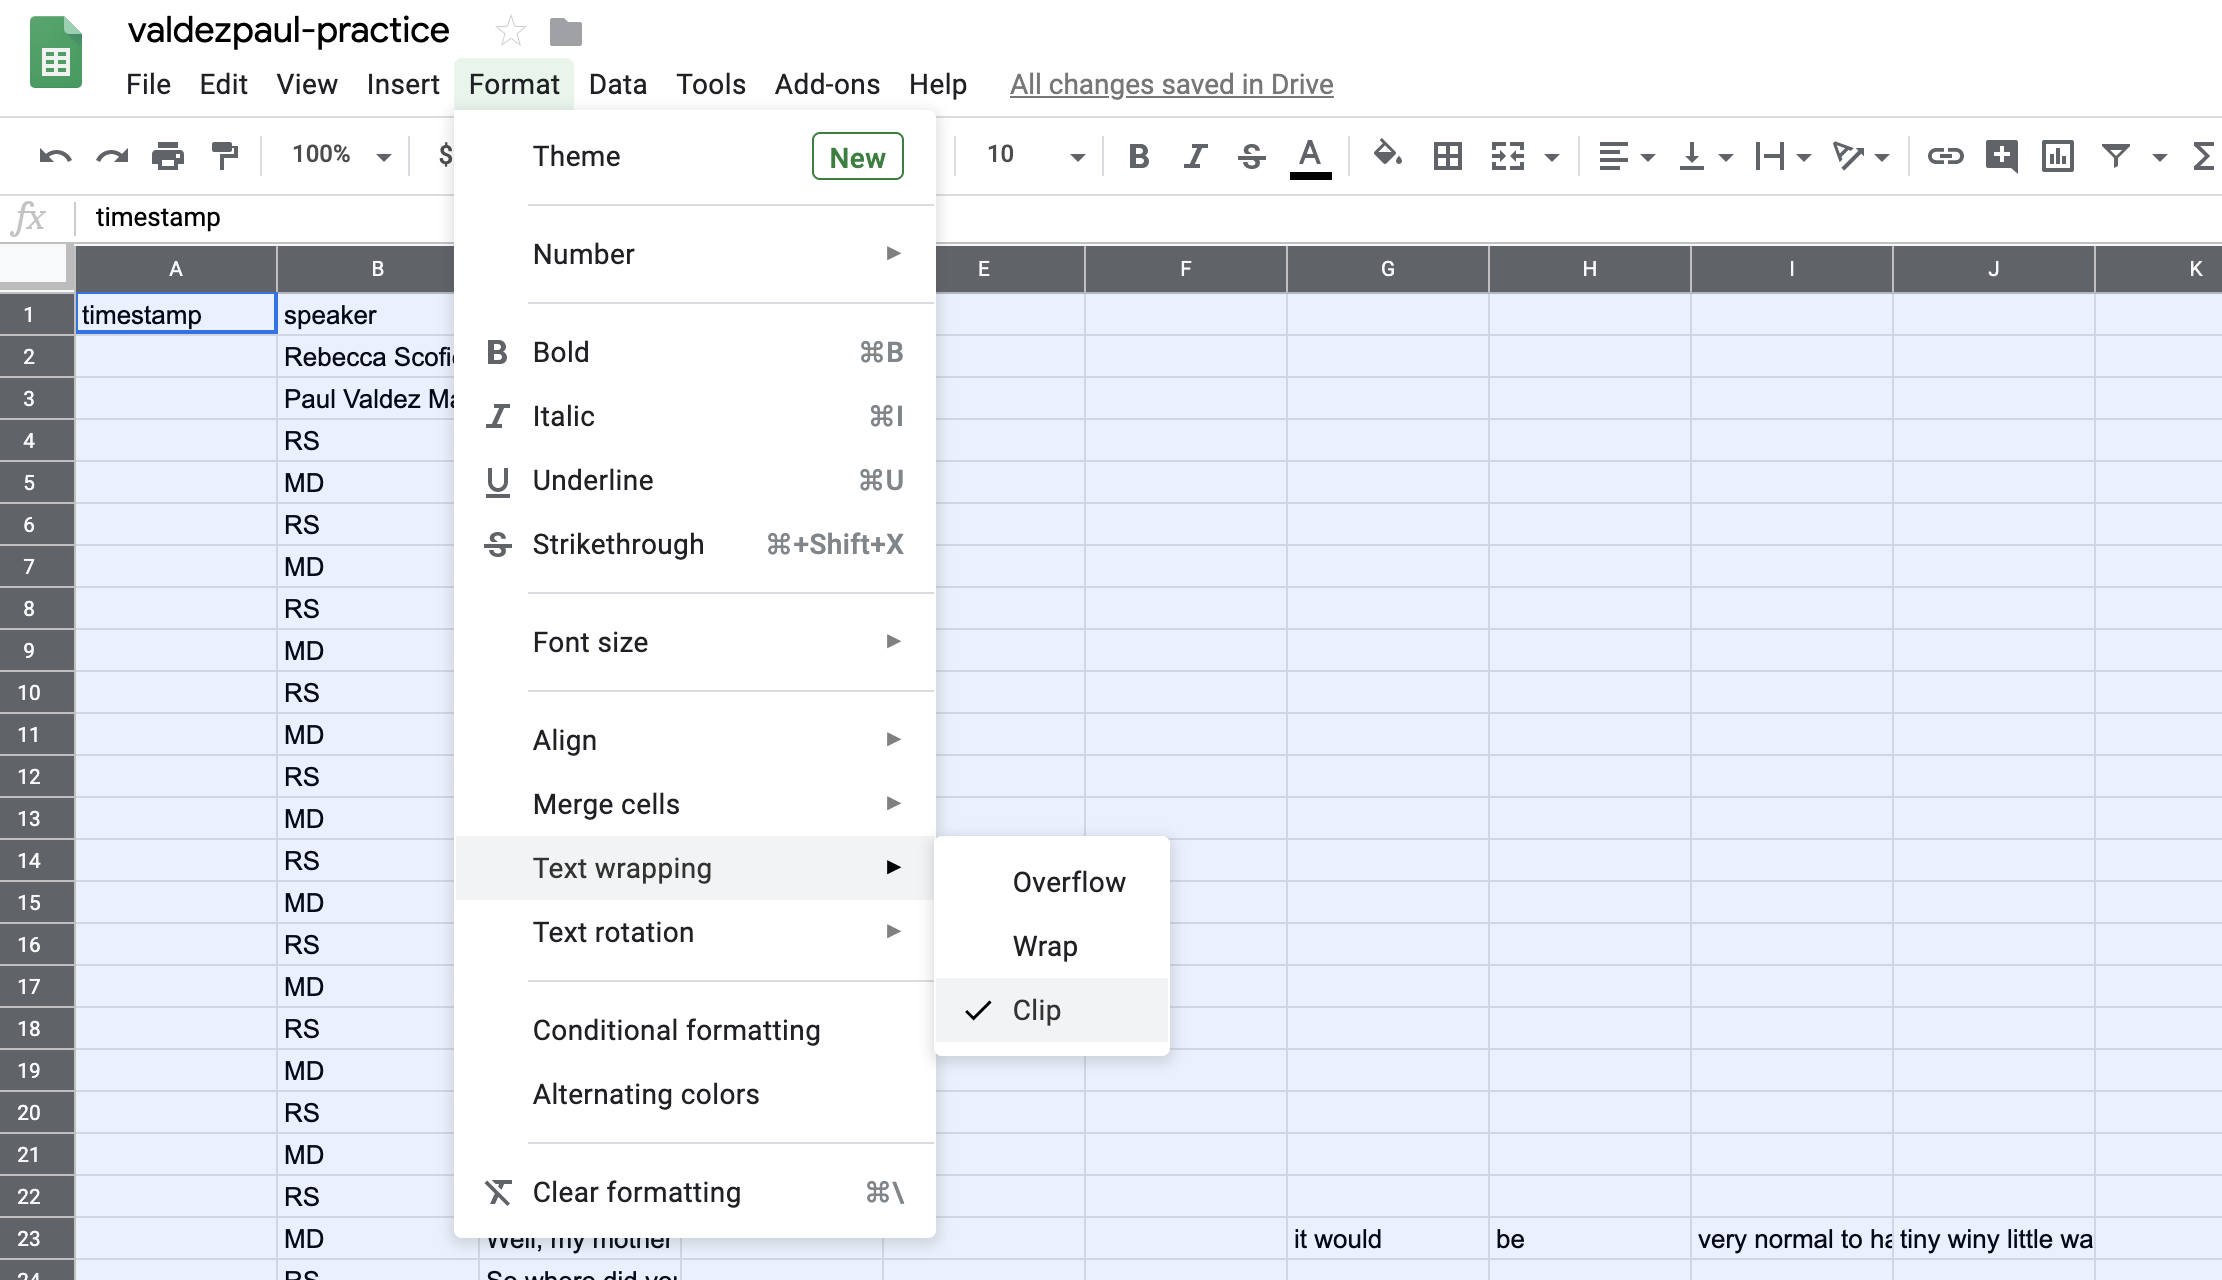 valdezpaul-practice
File Edit View Insert Format Data Tools Add-ons Help All changes saved in Drive
100% $ 10 B I S A
fx timestamp
A B E F G H I J K
1 timestamp speaker
2 Rebecca
3 Paul Valdez
4 RS
5 MD
6 RS
7 MD
8 RS
9 MD
10 RS
11 MD
12 RS
13 MD
14 RS
15 MD
16 RS
17 MD
18 RS
19 MD
20 RS
21 MD
22 RS
23 MD Well, my mother it would be very normal to tiny winy little
24 RS So where did
Theme New
Number
B Bold ⌘B
I Italic ⌘I
U Underline ⌘U
S Strikethrough ⌘+Shift+X
Font size
Align
Merge cells
Text wrapping
Text rotation
Conditional formatting
Alternating colors
Clear formatting ⌘\
Overflow
Wrap
Clip